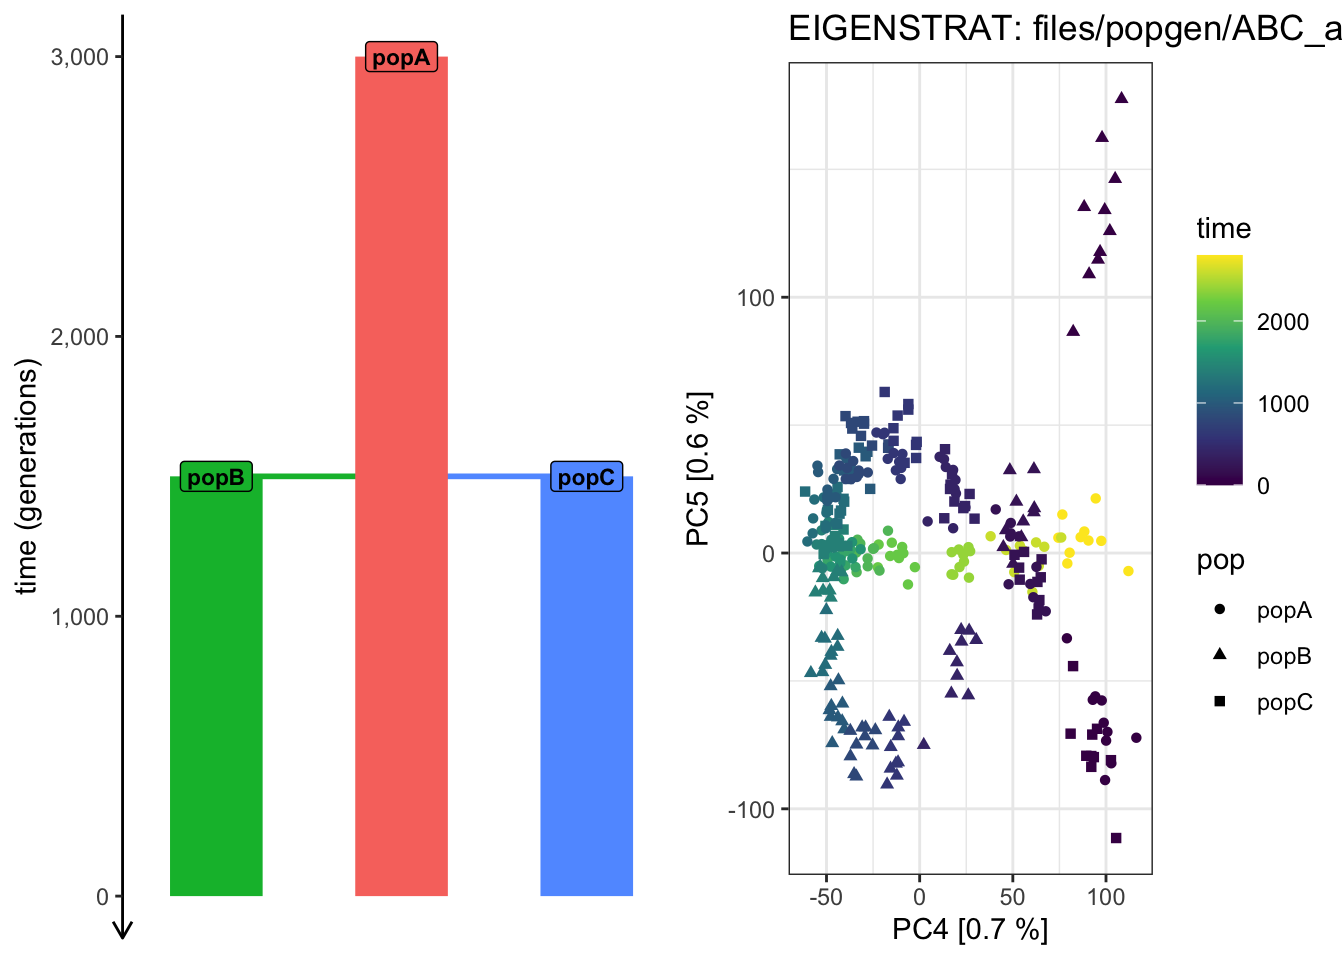 EIGENSTRAT: files/popgen/ABC_a
time (generations)
3,000
2,000
1,000
0
popA
popB
popC
PC5 [0.6 %]
100
0
-100
-50
0
50
100
PC4 [0.7 %]
time
2000
1000
0
pop
popA
popB
popC